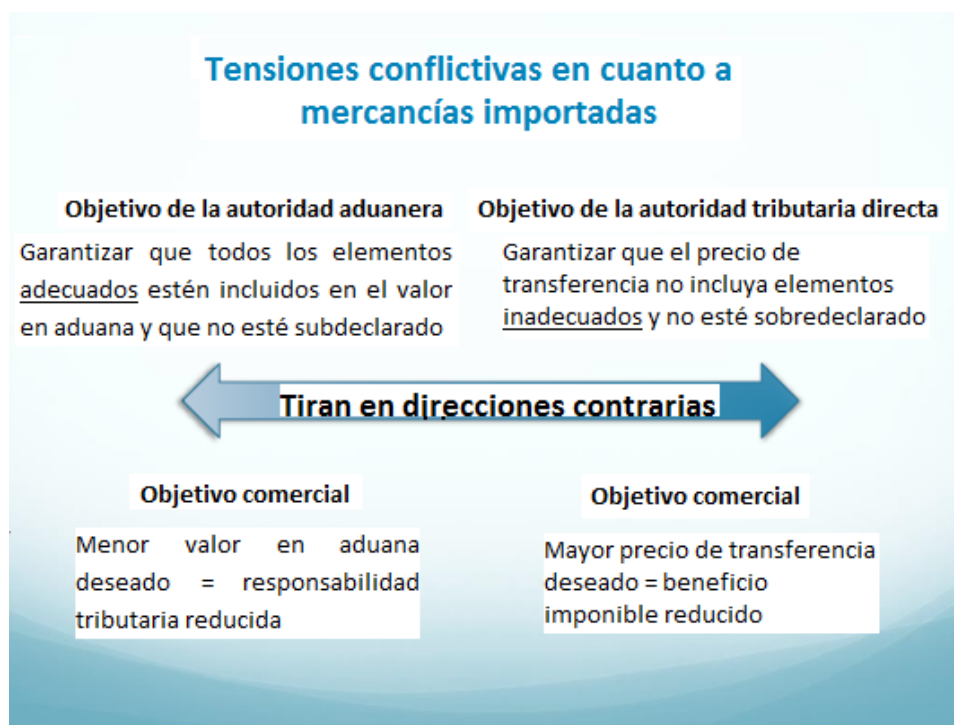 Tensiones conflictivas en cuanto a
mercancías importadas
Objetivo de la autoridad aduanera
Garantizar que todos los elementos
adecuados estén incluidos en el valor
en aduana y que no esté subdeclarado
Objetivo de la autoridad tributaria directa
Garantizar que el precio de
transferencia no incluya elementos
inadecuados y no esté sobredeclarado
Tiran en direcciones contrarias
Objetivo comercial
Menor valor en aduana
deseado = responsabilidad
tributaria reducida
Objetivo comercial
Mayor precio de transferencia
deseado = beneficio
imponible reducido